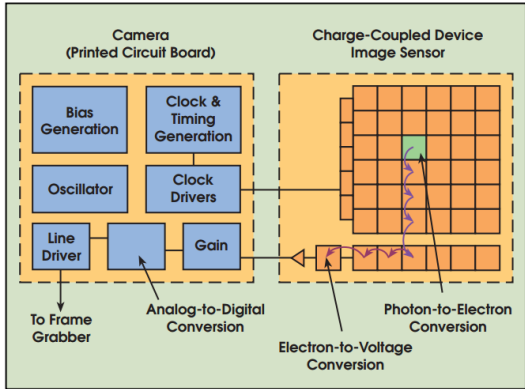 Camera
(Printed Circuit Board)
Charge-Coupled Device
Image Sensor
Bias
Generation
Clock &
Timing
Generation
Oscillator
Clock
Drivers
Line
Driver
Gain
To Frame
Grabber
Analog-to-Digital
Conversion
Electron-to-Voltage
Conversion
Photon-to-Electron
Conversion